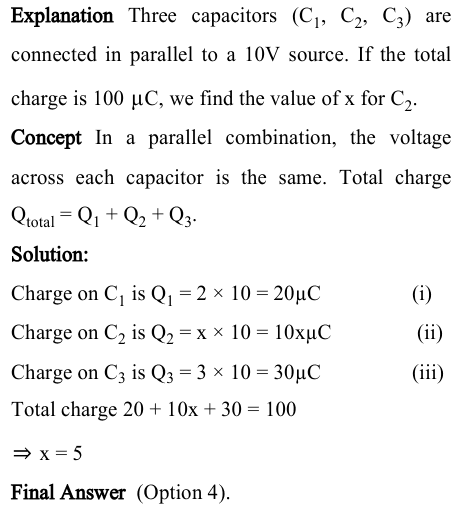 Explanation Three capacitors (C₁, C₂, C₃) are
connected in parallel to a 10V source. If the total
charge is 100 μC, we find the value of x for C₂.
Concept In a parallel combination, the voltage
across each capacitor is the same. Total charge
Qₜₒₜₐₗ = Q₁ + Q₂ + Q₃.
Solution:
Charge on C₁ is Q₁ = 2 × 10 = 20μC (i)
Charge on C₂ is Q₂ = x × 10 = 10xμC (ii)
Charge on C₃ is Q₃ = 3 × 10 = 30μC (iii)
Total charge 20 + 10x + 30 = 100
⇒ x = 5
Final Answer (Option 4).